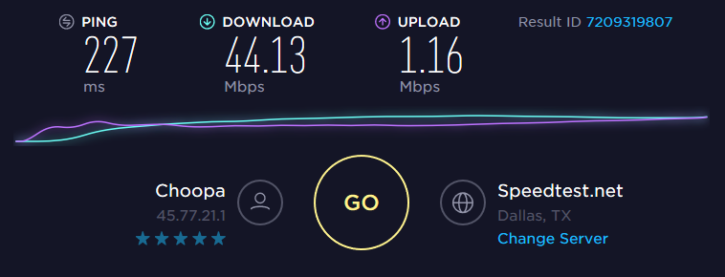 PING
227
ms
DOWNLOAD
44.13
Mbps
UPLOAD
1.16
Mbps
Result ID 7209319807
Choopa
45.77.21.1
GO
Speedtest.net
Dallas, TX
Change Server